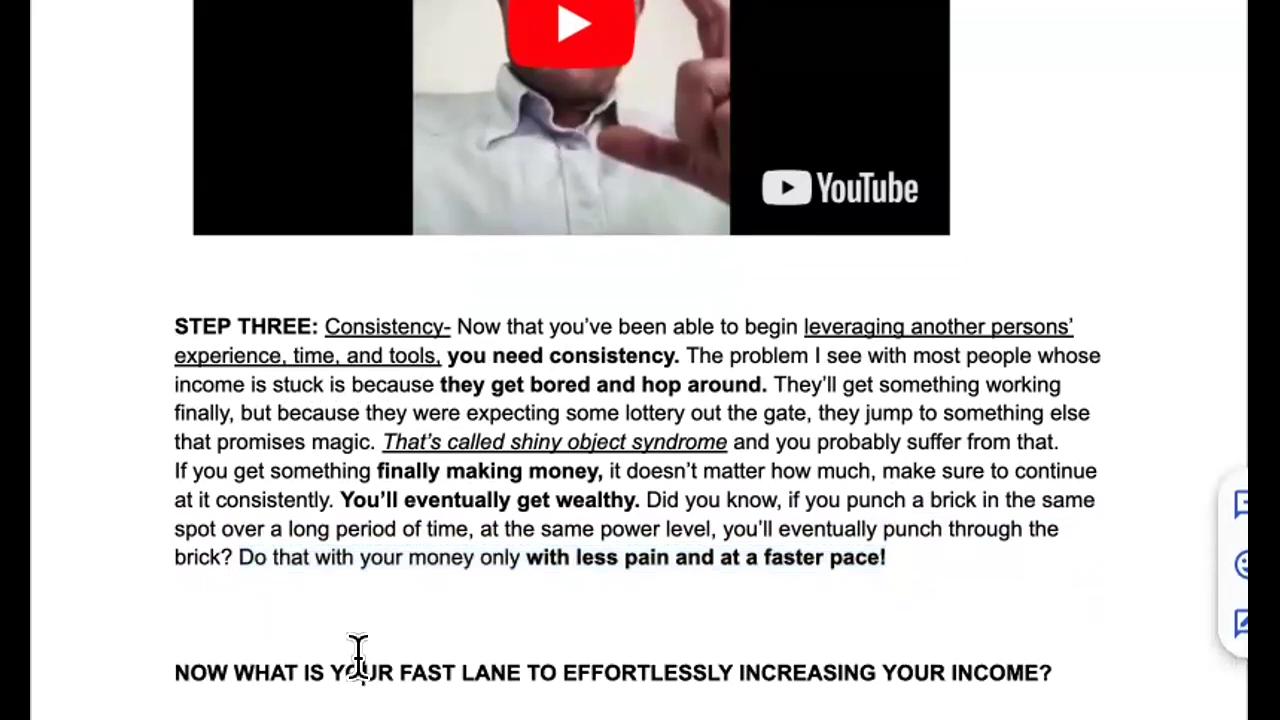 YouTube
STEP THREE: Consistency- Now that you’ve been able to begin leveraging another persons’
experience, time, and tools, you need consistency. The problem I see with most people whose
income is stuck is because they get bored and hop around. They’ll get something working
finally, but because they were expecting some lottery out the gate, they jump to something else
that promises magic. That’s called shiny object syndrome and you probably suffer from that.
If you get something finally making money, it doesn’t matter how much, make sure to continue
at it consistently. You’ll eventually get wealthy. Did you know, if you punch a brick in the same
spot over a long period of time, at the same power level, you’ll eventually punch through the
brick? Do that with your money only with less pain and at a faster pace!
NOW WHAT IS YOUR FAST LANE TO EFFORTLESSLY INCREASING YOUR INCOME?